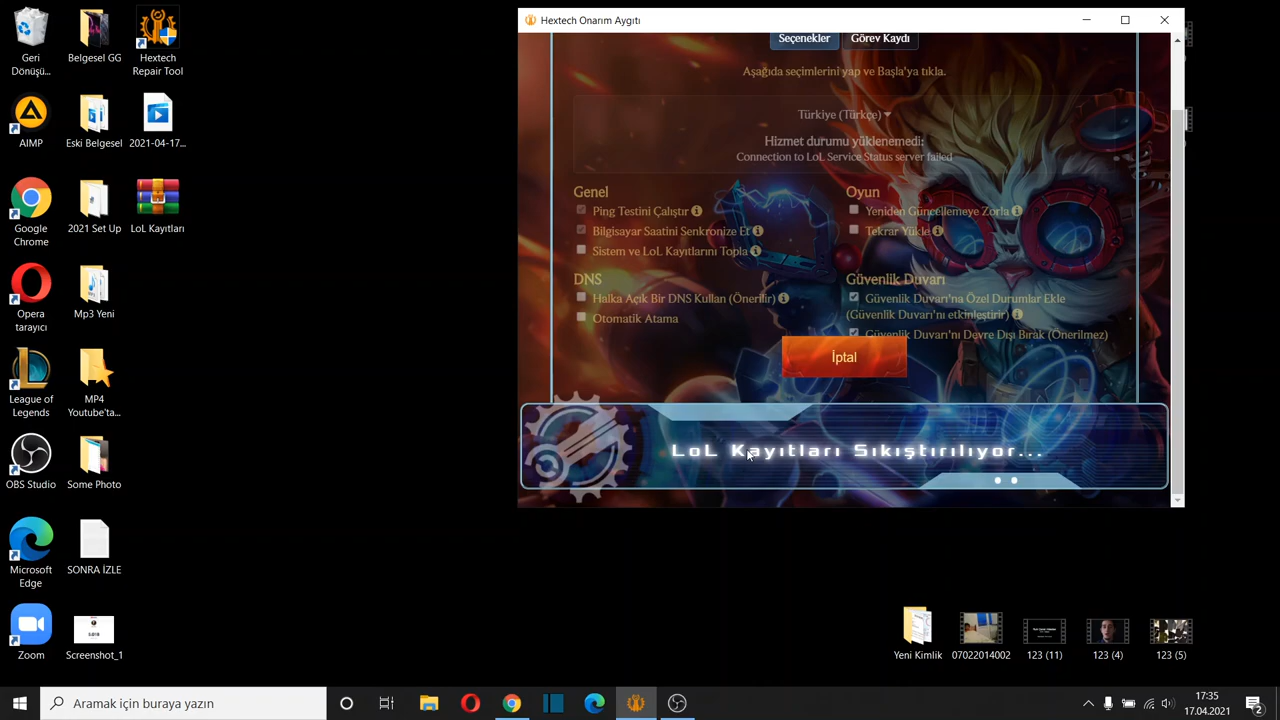 Geri
Dönüşü...
Belgesel GG
Hextech
Repair Tool
AIMP
Eski Belgesel
2021-04-17...
Google
Chrome
2021 Set Up
LoL Kayıtları
Opera
tarayıcı
Mp3 Yeni
League of
Legends
MP4
Youtube'ta...
OBS Studio
Some Photo
Microsoft
Edge
SONRA İZLE
Zoom
Screenshot_1
Hextech Onarım Aygıtı
Seçenekler
Görev Kaydı
Aşağıda seçimlerini yap ve Başla'ya tıkla.
Türkiye (Türkçe)
Hizmet durumu yüklenemedi:
Connection to LoL Service Status server failed
Genel
Ping Testini Çalıştır
Bilgisayar Saatini Senkronize Et
Sistem ve LoL Kayıtlarını Topla
DNS
Halka Açık Bir DNS Kullan (Önerilir)
Otomatik Atama
Oyun
Yeniden Güncellemeye Zorla
Tekrar Yükle
Güvenlik Duvarı
Güvenlik Duvarı'na Özel Durumlar Ekle
(Güvenlik Duvarı'nı etkinleştirir)
Güvenlik Duvarı'nı Devre Dışı Bırak (Önerilmez)
İptal
LoL Kayıtları Sıkıştırılıyor...
Yeni Kimlik
07022014002
123 (11)
123 (4)
123 (5)
Aramak için buraya yazın
17:35
17.04.2021
2